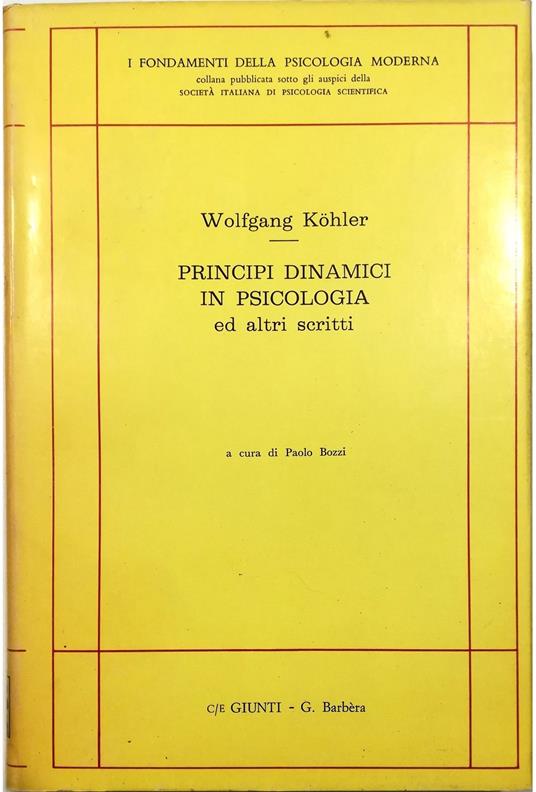 I FONDAMENTI DELLA PSICOLOGIA MODERNA
collana pubblicata sotto gli auspici della
SOCIETÀ ITALIANA DI PSICOLOGIA SCIENTIFICA
Wolfgang Köhler
PRINCIPI DINAMICI
IN PSICOLOGIA
ed altri scritti
a cura di Paolo Bozzi
C/E GIUNTI - G. Barbèra